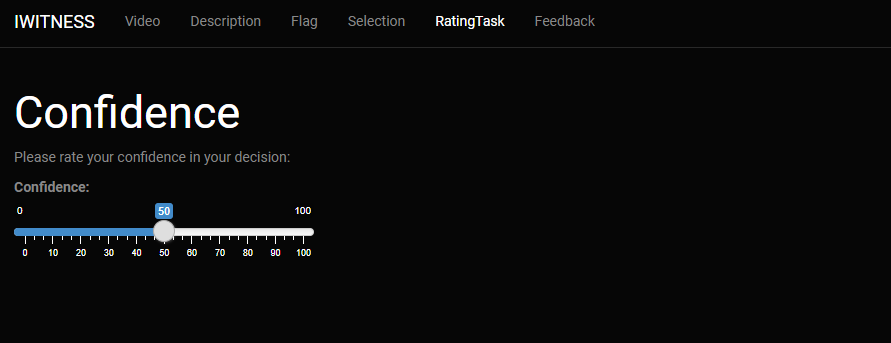 IWITNESS Video Description Flag Selection RatingTask Feedback
Confidence
Please rate your confidence in your decision:
Confidence:
0 50 100
0 10 20 30 40 50 60 70 80 90 100